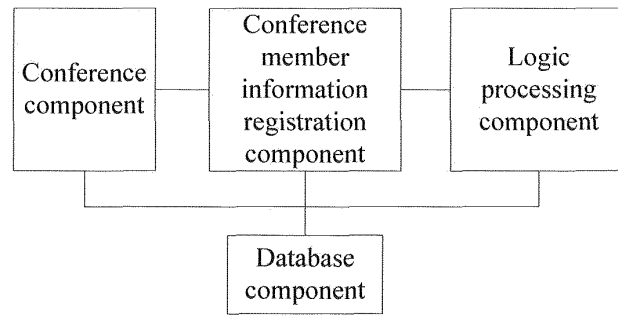 Conference
component
Conference
member
information
registration
component
Logic
processing
component
Database
component